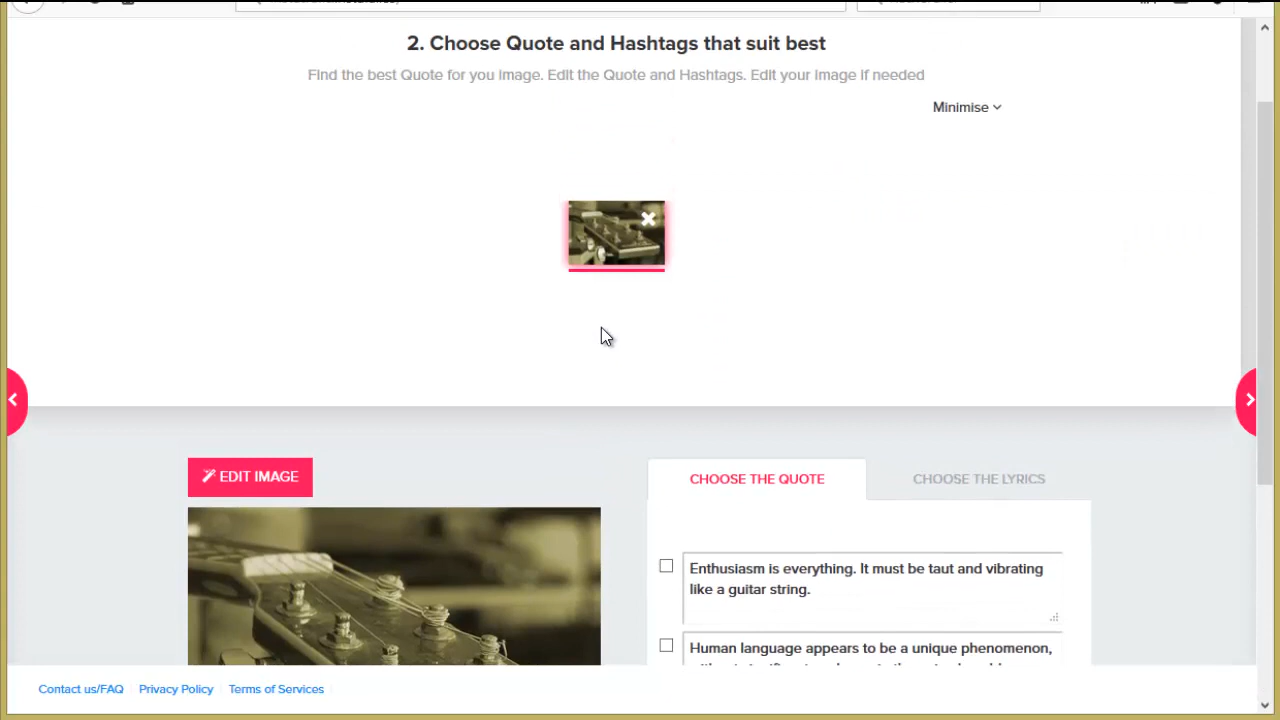 2. Choose Quote and Hashtags that suit best
Find the best Quote for you image. Edit the Quote and Hashtags. Edit your image if needed
Minimise
EDIT IMAGE
CHOOSE THE QUOTE
CHOOSE THE LYRICS
Enthusiasm is everything. It must be taut and vibrating
like a guitar string.
Human language appears to be a unique phenomenon,
Contact us/FAQ
Privacy Policy
Terms of Services